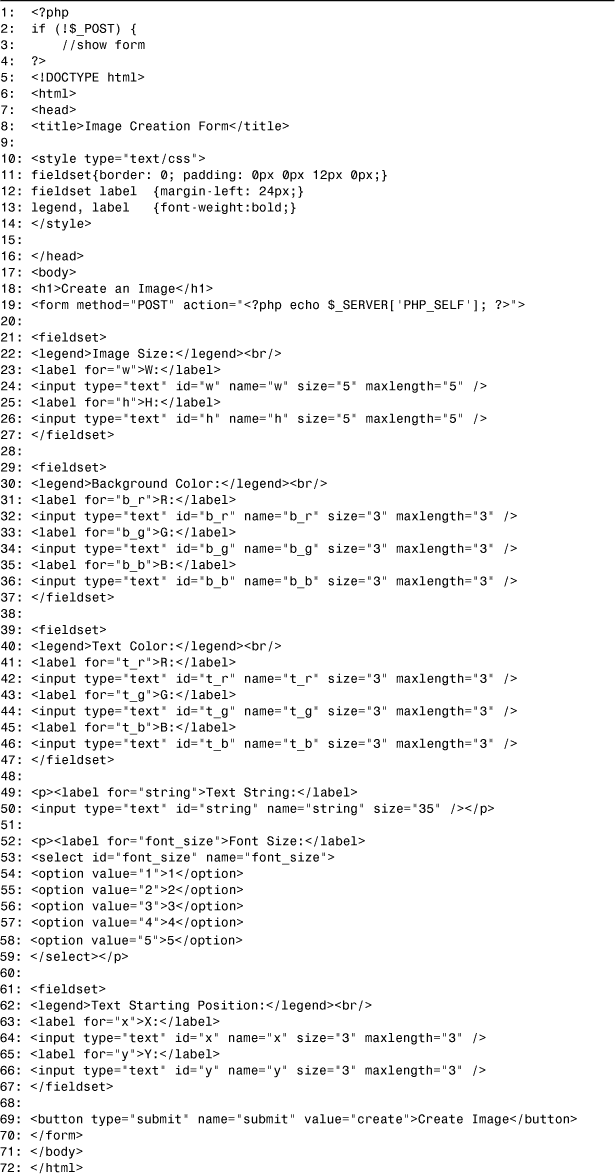 1: <?php
2: if (!$_POST) {
3:     //show form
4: ?>
5: <!DOCTYPE html>
6: <html>
7: <head>
8: <title>Image Creation Form</title>
9:
10: <style type="text/css">
11: fieldset{border: 0; padding: 0px 0px 12px 0px;}
12: fieldset label  {margin-left: 24px;}
13: legend, label   {font-weight:bold;}
14: </style>
15:
16: </head>
17: <body>
18: <h1>Create an Image</h1>
19: <form method="POST" action="<?php echo $_SERVER['PHP_SELF']; ?>">
20:
21: <fieldset>
22: <legend>Image Size:</legend><br/>
23: <label for="w">W:</label>
24: <input type="text" id="w" name="w" size="5" maxlength="5" />
25: <label for="h">H:</label>
26: <input type="text" id="h" name="h" size="5" maxlength="5" />
27: </fieldset>
28:
29: <fieldset>
30: <legend>Background Color:</legend><br/>
31: <label for="b_r">R:</label>
32: <input type="text" id="b_r" name="b_r" size="3" maxlength="3" />
33: <label for="b_g">G:</label>
34: <input type="text" id="b_g" name="b_g" size="3" maxlength="3" />
35: <label for="b_b">B:</label>
36: <input type="text" id="b_b" name="b_b" size="3" maxlength="3" />
37: </fieldset>
38:
39: <fieldset>
40: <legend>Text Color:</legend><br/>
41: <label for="t_r">R:</label>
42: <input type="text" id="t_r" name="t_r" size="3" maxlength="3" />
43: <label for="t_g">G:</label>
44: <input type="text" id="t_g" name="t_g" size="3" maxlength="3" />
45: <label for="t_b">B:</label>
46: <input type="text" id="t_b" name="t_b" size="3" maxlength="3" />
47: </fieldset>
48:
49: <p><label for="string">Text String:</label>
50: <input type="text" id="string" name="string" size="35" /></p>
51:
52: <p><label for="font_size">Font Size:</label>
53: <select id="font_size" name="font_size">
54: <option value="1">1</option>
55: <option value="2">2</option>
56: <option value="3">3</option>
57: <option value="4">4</option>
58: <option value="5">5</option>
59: </select></p>
60:
61: <fieldset>
62: <legend>Text Starting Position:</legend><br/>
63: <label for="x">X:</label>
64: <input type="text" id="x" name="x" size="3" maxlength="3" />
65: <label for="y">Y:</label>
66: <input type="text" id="y" name="y" size="3" maxlength="3" />
67: </fieldset>
68:
69: <button type="submit" name="submit" value="create">Create Image</button>
70: </form>
71: </body>
72: </html>